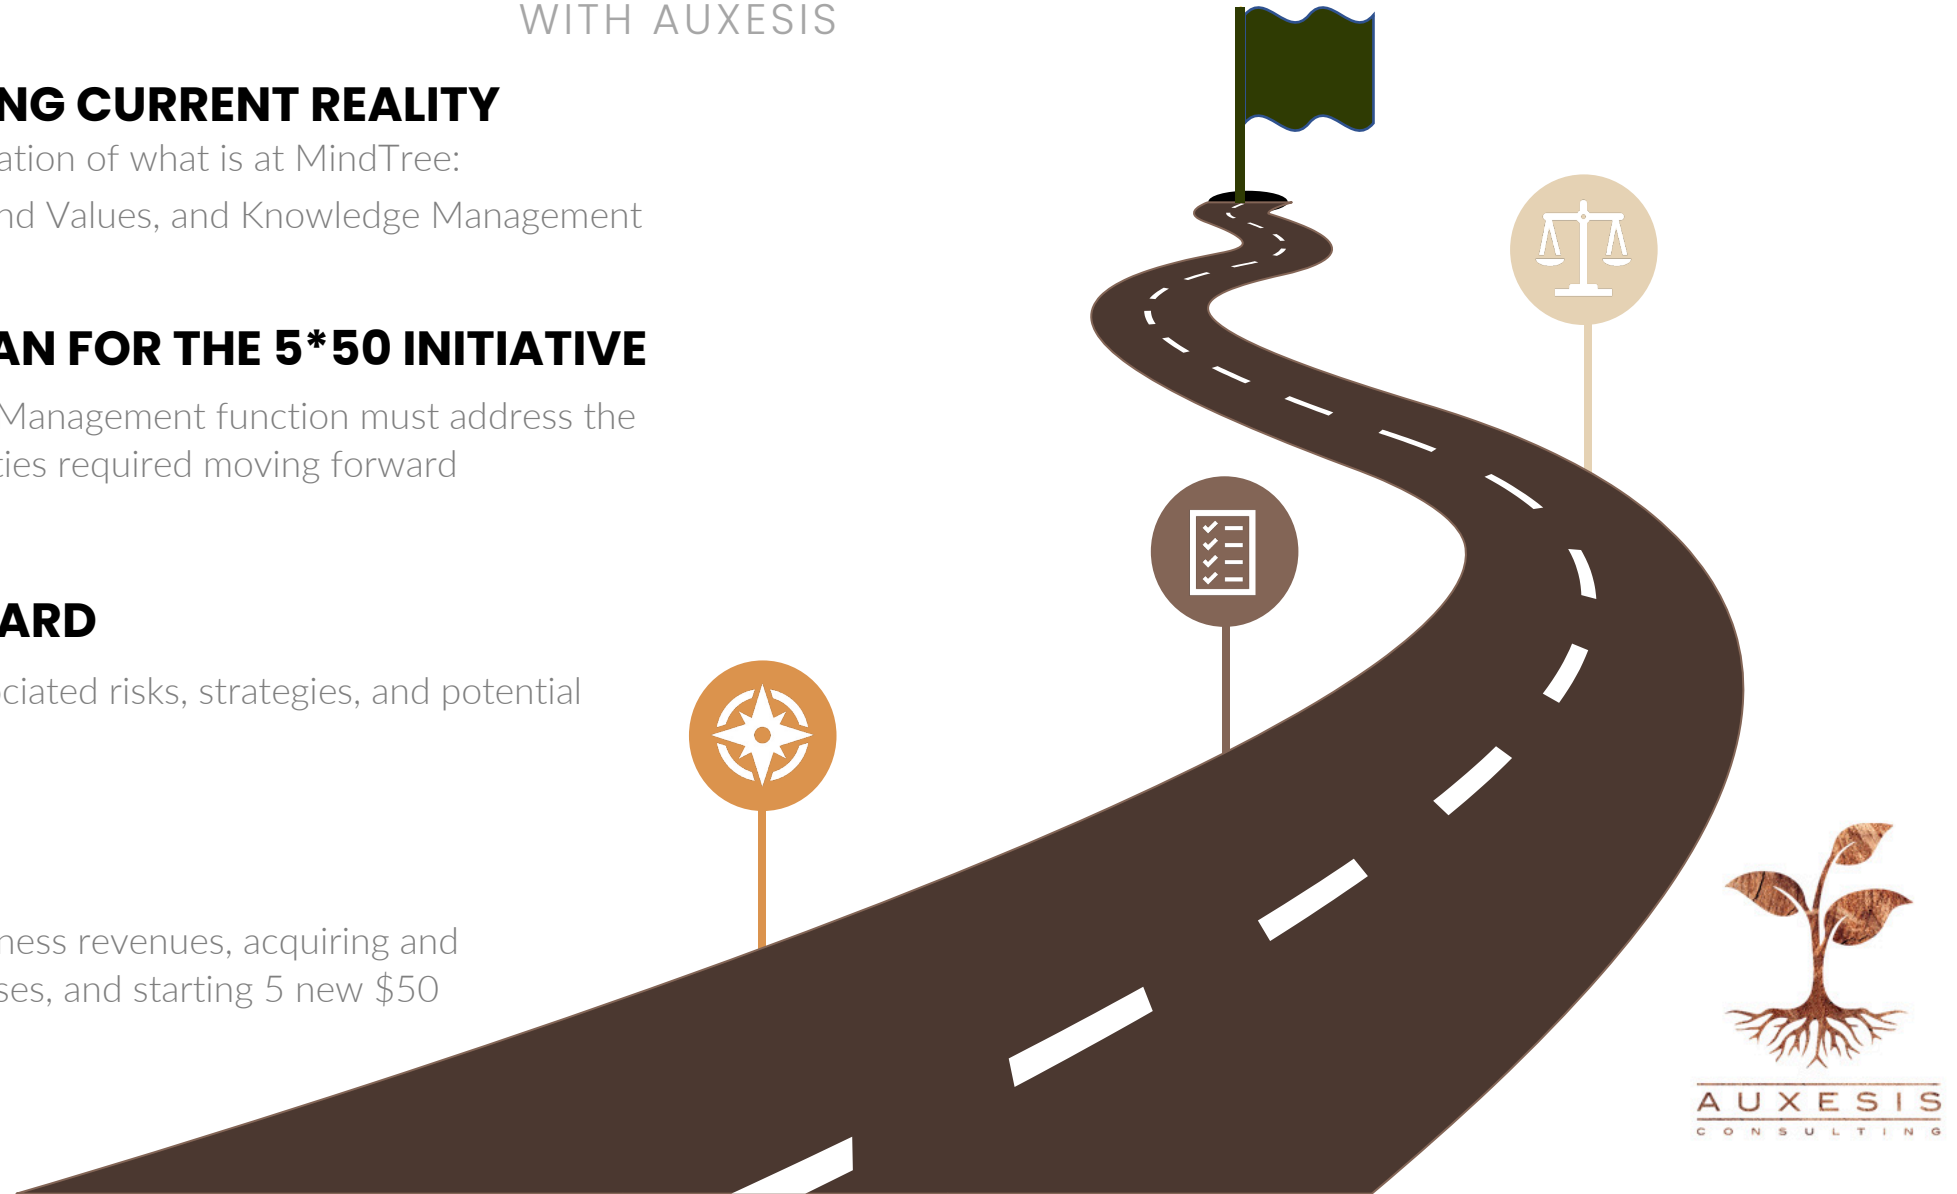 WITH AUXESIS
NG CURRENT REALITY
ation of what is at MindTree:
nd Values, and Knowledge Management
AN FOR THE 5*50 INITIATIVE
Management function must address the
ties required moving forward
ARD
ociated risks, strategies, and potential
ness revenues, acquiring and
ses, and starting 5 new $50
AUXESIS
CONSULTING